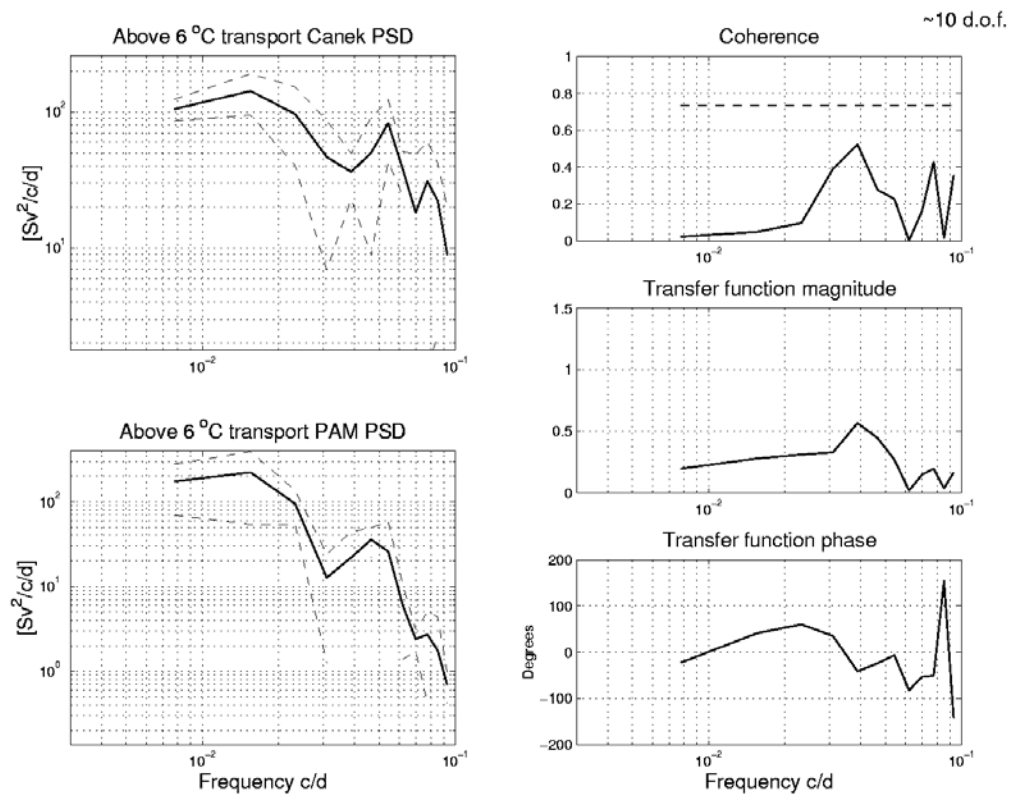 ~10 d.o.f.
Above 6 °C transport Canek PSD
10²
10¹
[Sv²/c/d]
10⁻²
10⁻¹
Above 6 °C transport PAM PSD
10²
10¹
10⁰
[Sv²/c/d]
10⁻²
10⁻¹
Frequency c/d
Coherence
1
0.8
0.6
0.4
0.2
0
10⁻²
10⁻¹
Transfer function magnitude
1.5
1
0.5
0
10⁻²
10⁻¹
Transfer function phase
200
100
0
−100
−200
Degrees
10⁻²
10⁻¹
Frequency c/d